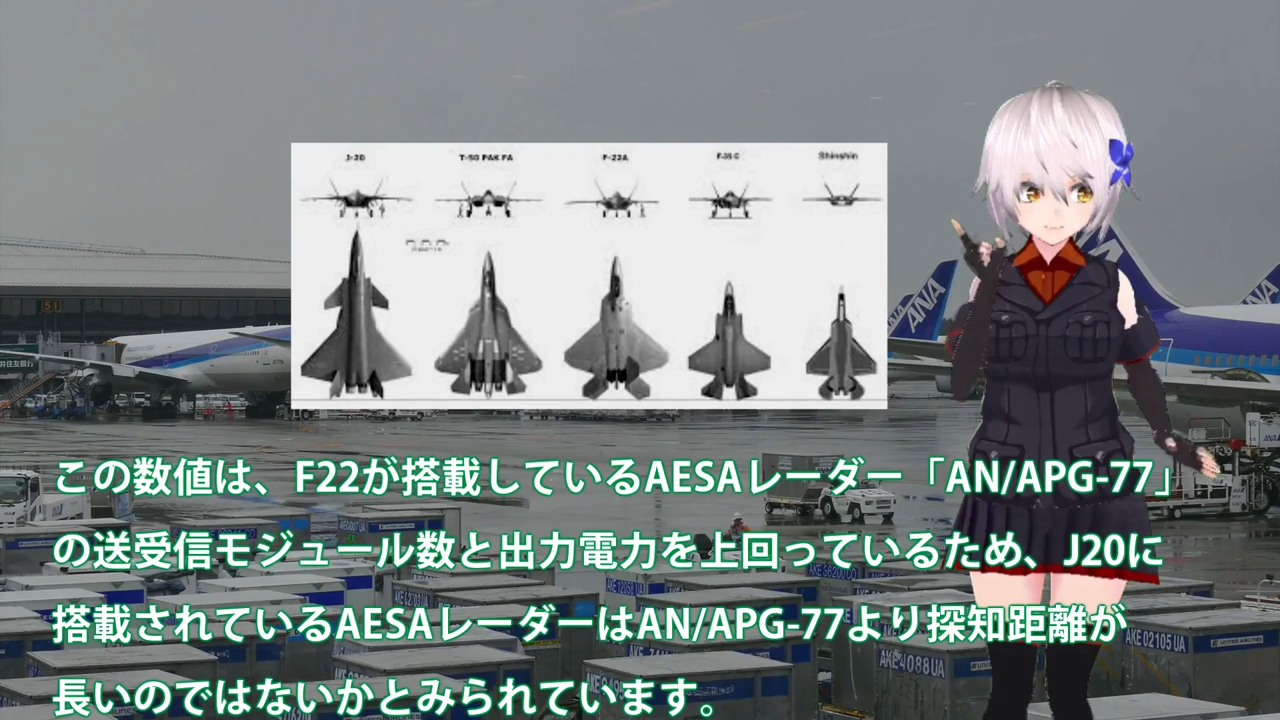 J-20
T-50 PAK FA
F-22A
F-35 C
Shinshin
51
ANA
この数値は、F22が搭載しているAESAレーダー「AN/APG-77」
の送受信モジュール数と出力電力を上回っているため、J20に
搭載されているAESAレーダーはAN/APG-77より探知距離が
長いのではないかとみられています。
AKE 02105 UA